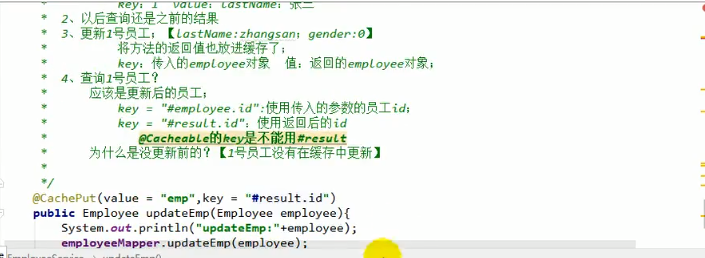 * key: 1 value: lastName: 张三
* 2、以后查询还是之前的结果
* 3、更新1号员工;【lastName:zhangsan; gender:0】
* 将方法的返回值也放进缓存了;
* key: 传入的employee对象 值: 返回的employee对象;
* 4、查询1号员工?
* 应该是更新后的员工;
* key = "#employee.id":使用传入的参数的员工id;
* key = "#result.id": 使用返回后的id
* @Cacheable的key是不能用#result
* 为什么是没更新前的?【1号员工没有在缓存中更新】
*
*/
@CachePut(value = "emp",key = "#result.id")
public Employee updateEmp(Employee employee){
System.out.println("updateEmp:"+employee);
employeeMapper.updateEmp(employee);
EmployeeService > updateEmp()